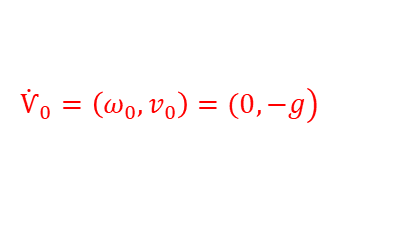 V̇₀ = (ω₀, v₀) = (0, −g)